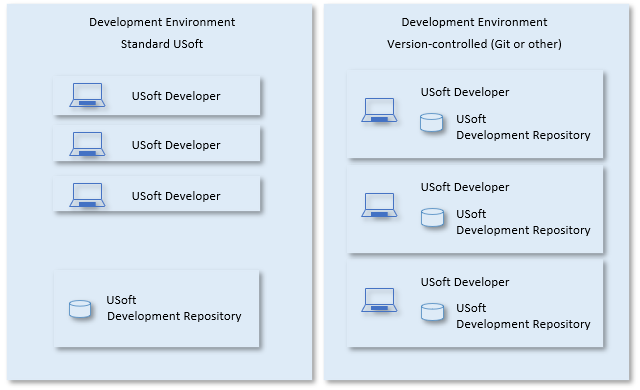 Development Environment
Standard USoft
USoft Developer
USoft Developer
USoft Developer
USoft
Development Repository
Development Environment
Version-controlled (Git or other)
USoft Developer
USoft
Development Repository
USoft Developer
USoft
Development Repository
USoft Developer
USoft
Development Repository